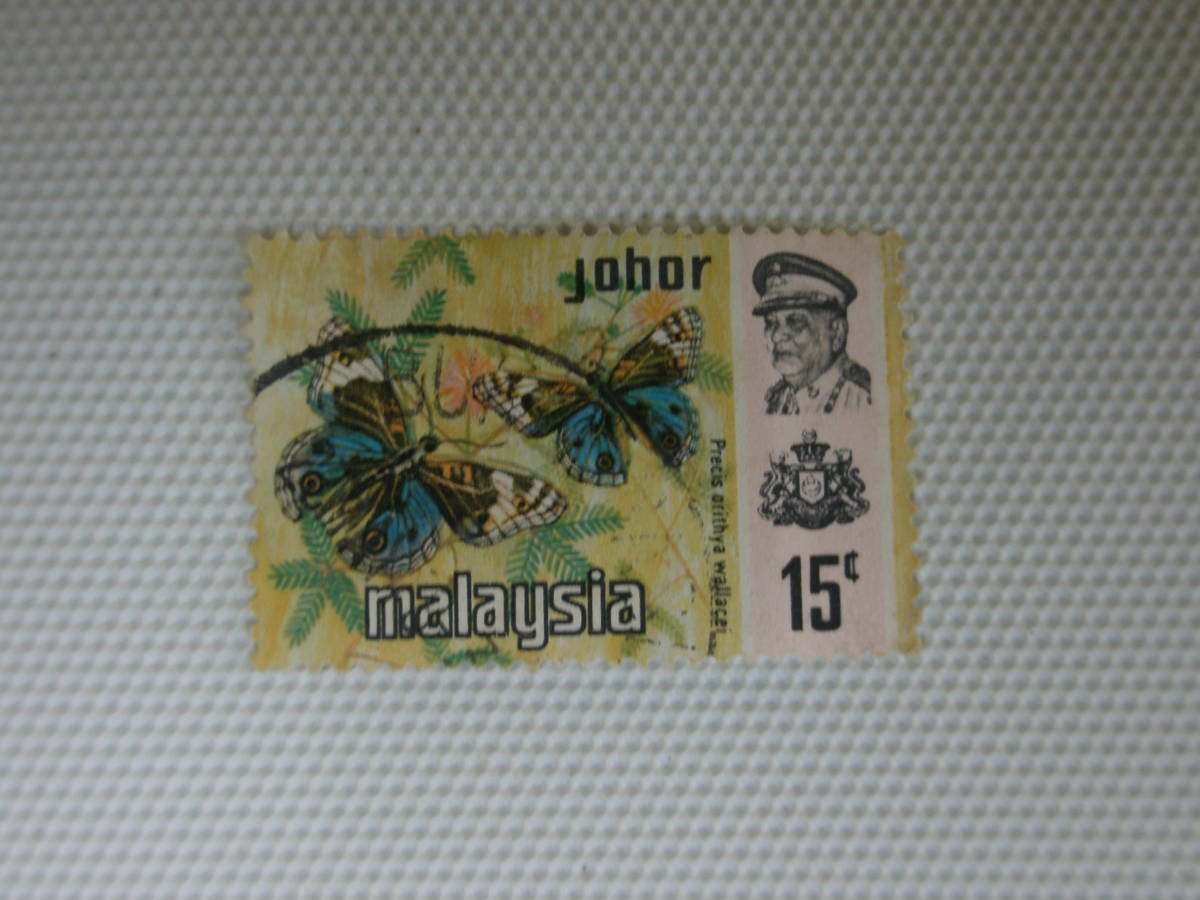 johor
Precis orithya wallacei
malaysia
15¢